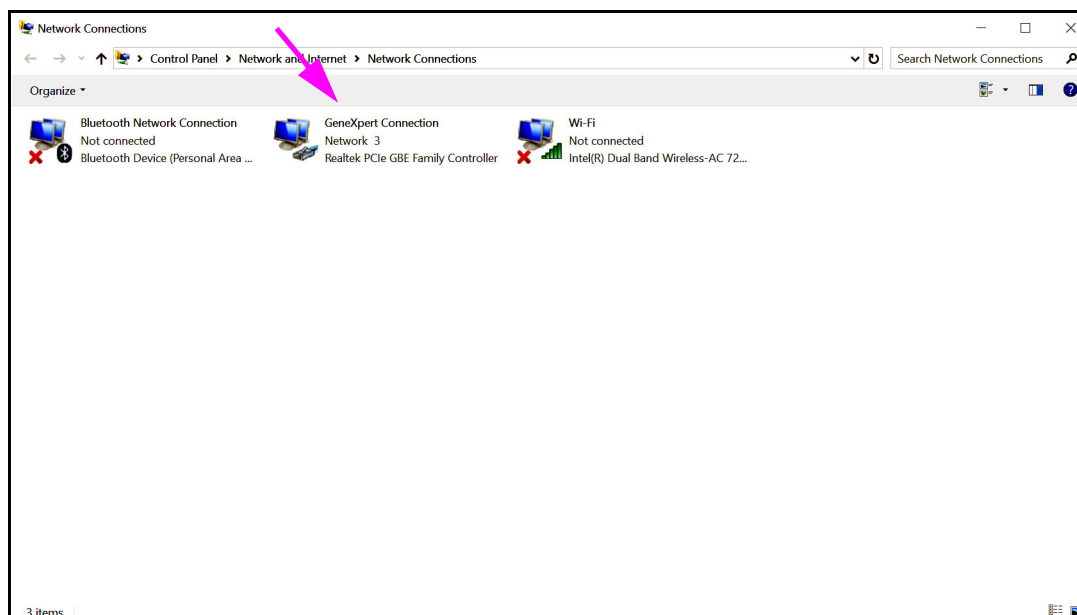 Network Connections
Control Panel > Network and Internet > Network Connections
Search Network Connections
Organize
?
Bluetooth Network Connection
Not connected
Bluetooth Device (Personal Area ...
GeneXpert Connection
Network 3
Realtek PCIe GBE Family Controller
Wi-Fi
Not connected
Intel(R) Dual Band Wireless-AC 72...
3 items